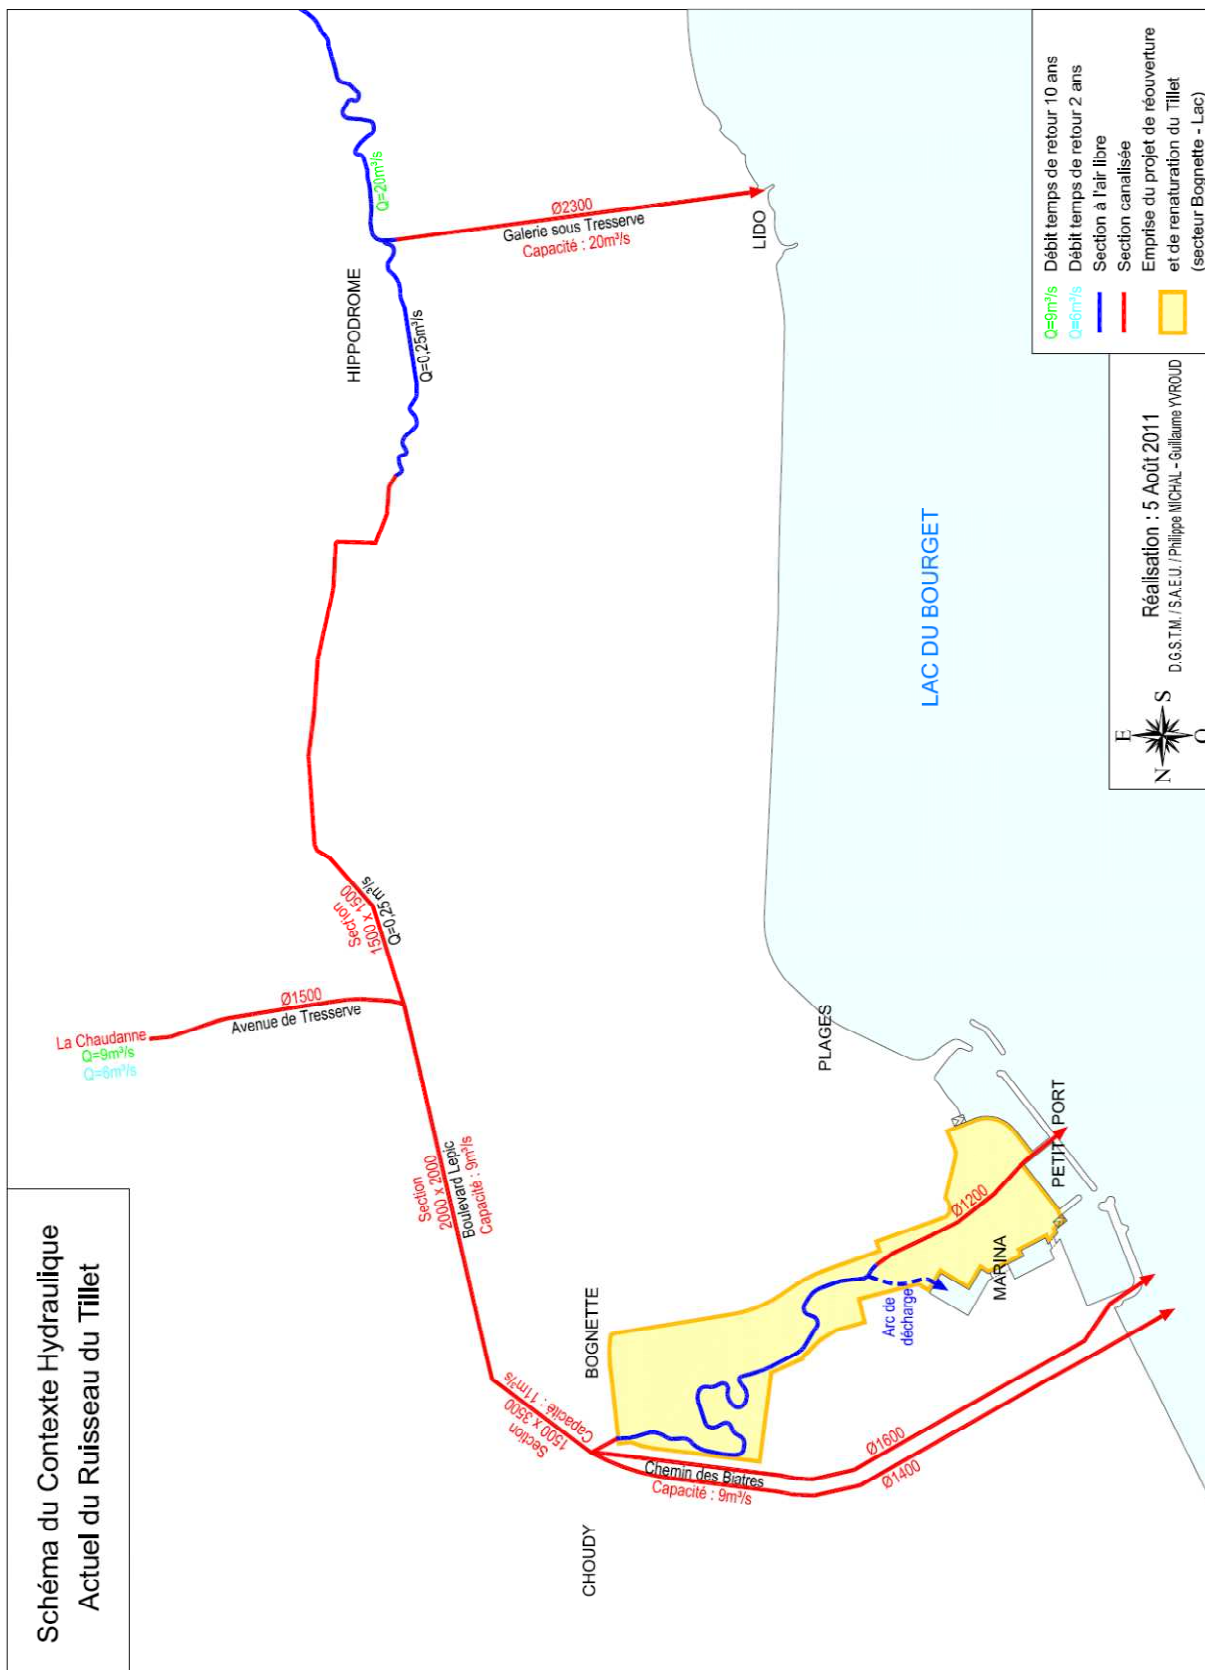 Schéma du Contexte Hydraulique
Actuel du Ruisseau du Tillet
La Chaudanne
Q=9m³/s
Q=6m³/s
Ø1500
Avenue de Tresserve
Section
1500 x 1500
Q=0,25 m³/s
HIPPODROME
Q=0,25m³/s
Q=20m³/s
Ø2300
Galerie sous Tresserve
Capacité : 20m³/s
LIDO
Section
2000 x 2000
Boulevard Lepic
Capacité : 9m³/s
Section
1500 x 3500
Capacité : 11m³/s
BOGNETTE
CHOUDY
Chemin des Biatres
Capacité : 9m³/s
Ø1600
Ø1400
Arc de
décharge
Ø1200
MARINA
PETIT PORT
PLAGES
LAC DU BOURGET
Q=9m³/s Débit temps de retour 10 ans
Q=6m³/s Débit temps de retour 2 ans
Section à l'air libre
Section canalisée
Emprise du projet de réouverture
et de renaturation du Tillet
(secteur Bognette - Lac)
N
E
S
O
Réalisation : 5 Août 2011
D.G.S.T.M. / S.A.E.U. / Philippe MICHAL - Guillaume YVROUD